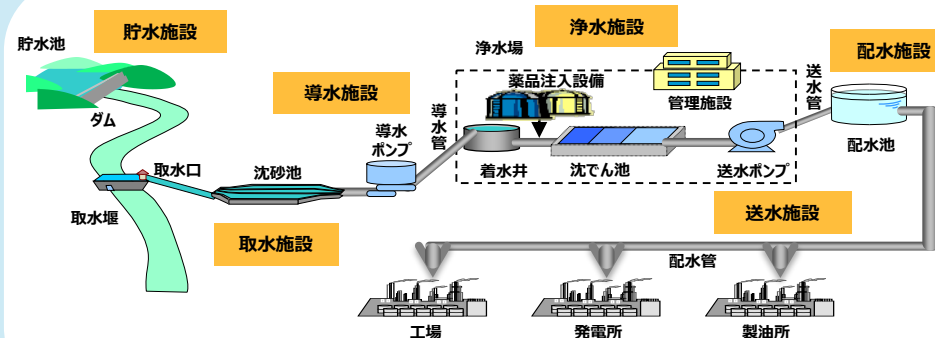 貯水施設
貯水池
ダム
取水堰
取水口
沈砂池
取水施設
導水施設
導水
ポンプ
導水管
浄水施設
浄水場
薬品注入設備
管理施設
着水井
沈でん池
送水ポンプ
送水管
配水施設
配水池
送水施設
配水管
工場
発電所
製油所